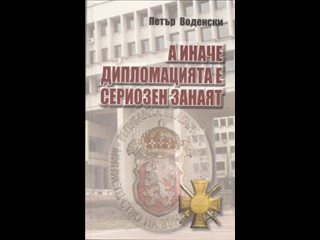 Петър Воденски
А ИНАЧЕ
ДИПЛОМАЦИЯТА Е
СЕРИОЗЕН ЗАНАЯТ